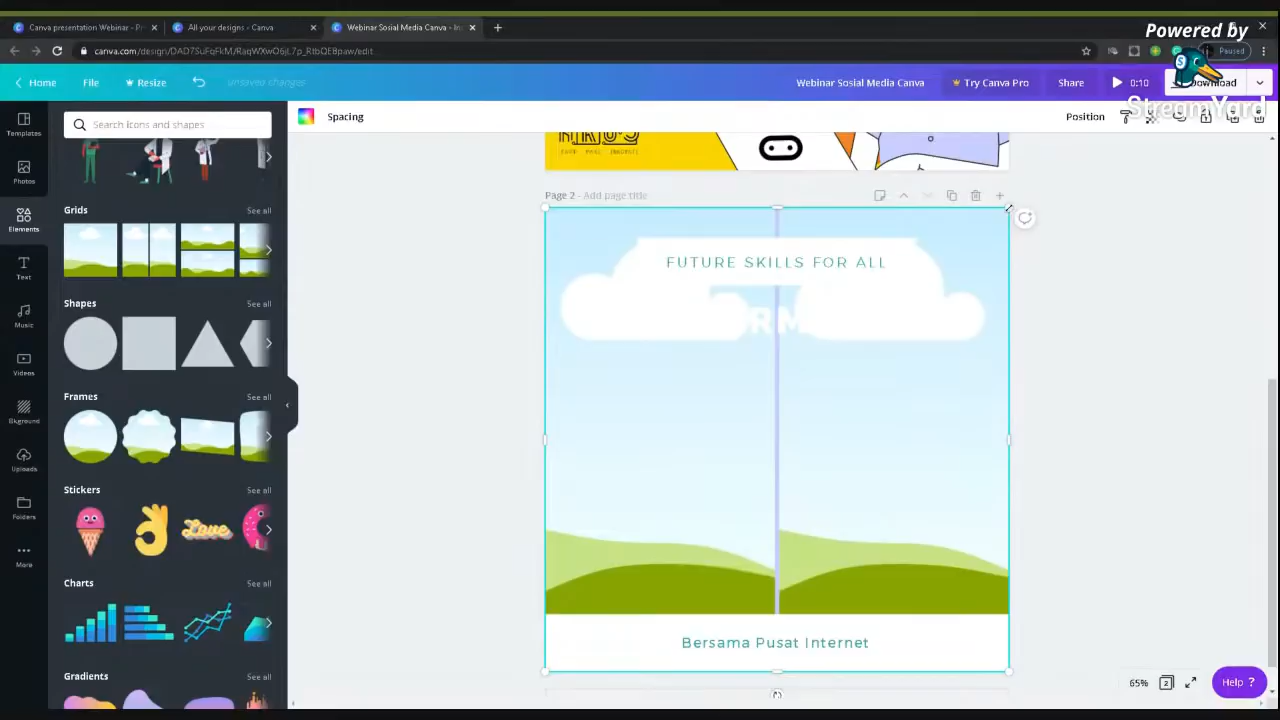 Canva presentation Webinar - Pr
All your designs - Canva
Webinar Sosial Media Canva - In
Powered by
canva.com/design/DAD7SuFqFkM/RaqWXwO6jL7p_RtbQE8paw/edit
Paused
Home
File
Resize
unsaved changes
Webinar Sosial Media Canva
Try Canva Pro
Share
0:10
Download
StreamYard
Templates
Search icons and shapes
Spacing
Position
Photos
Elements
Text
Music
Videos
Bkground
Uploads
Folders
More
Grids
See all
Shapes
See all
Frames
See all
Stickers
See all
Love
Charts
See all
Gradients
See all
Page 2 - Add page title
FUTURE SKILLS FOR ALL
RM
Bersama Pusat Internet
65%
2
Help ?